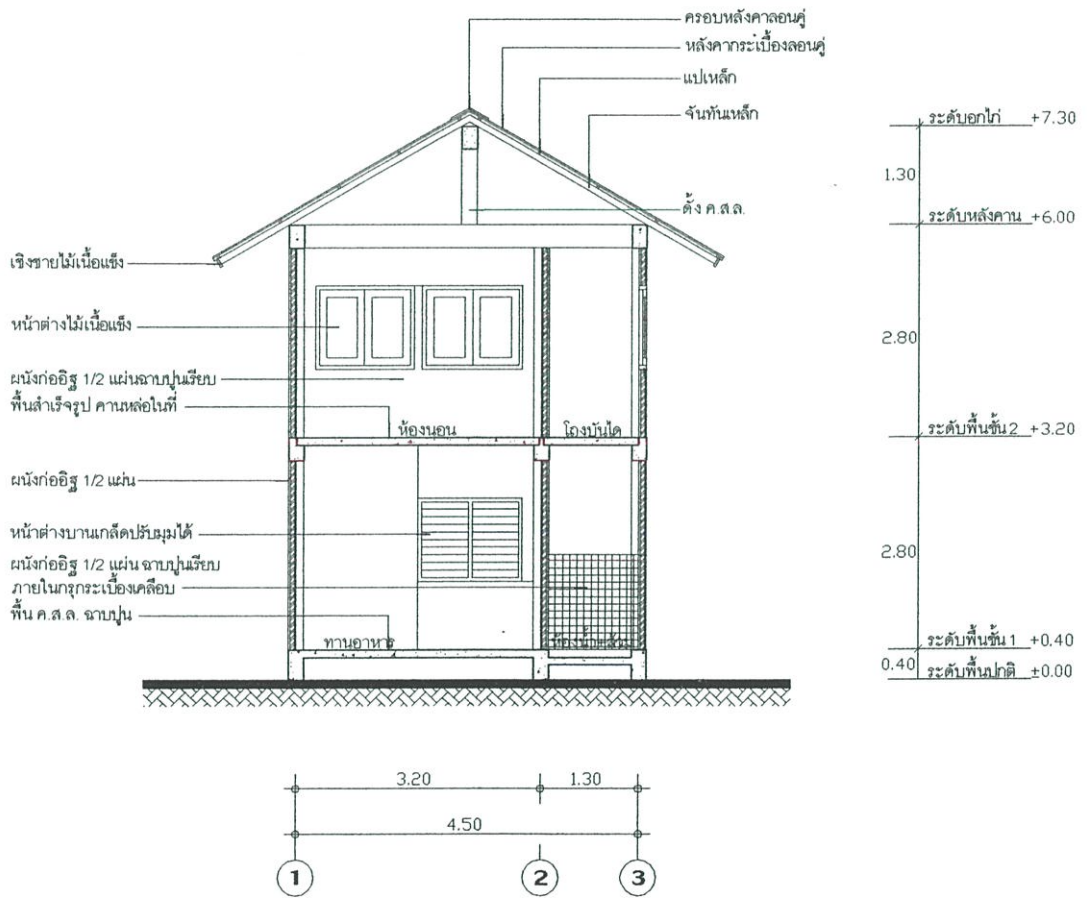 ครอบหลังคาลอนคู่
หลังคากระเบื้องลอนคู่
แปเหล็ก
จันทันเหล็ก
ดั้ง ค.ส.ล.
เชิงชายไม้เนื้อแข็ง
หน้าต่างไม้เนื้อแข็ง
ผนังก่ออิฐ 1/2 แผ่นฉาบปูนเรียบ
พื้นสำเร็จรูป คานหล่อในที่
ห้องนอน
โถงบันได
ผนังก่ออิฐ 1/2 แผ่น
หน้าต่างบานเกล็ดปรับมุมได้
ผนังก่ออิฐ 1/2 แผ่น ฉาบปูนเรียบ
ภายในกรุกระเบื้องเคลือบ
พื้น ค.ส.ล. ฉาบปูน
ทานอาหาร
ห้องน้ำ+ส้วม
ระดับอกไก่ +7.30
1.30
ระดับหลังคาน +6.00
2.80
ระดับพื้นชั้น 2 +3.20
2.80
ระดับพื้นชั้น 1 +0.40
0.40
ระดับพื้นปกติ ±0.00
3.20
1.30
4.50
1
2
3